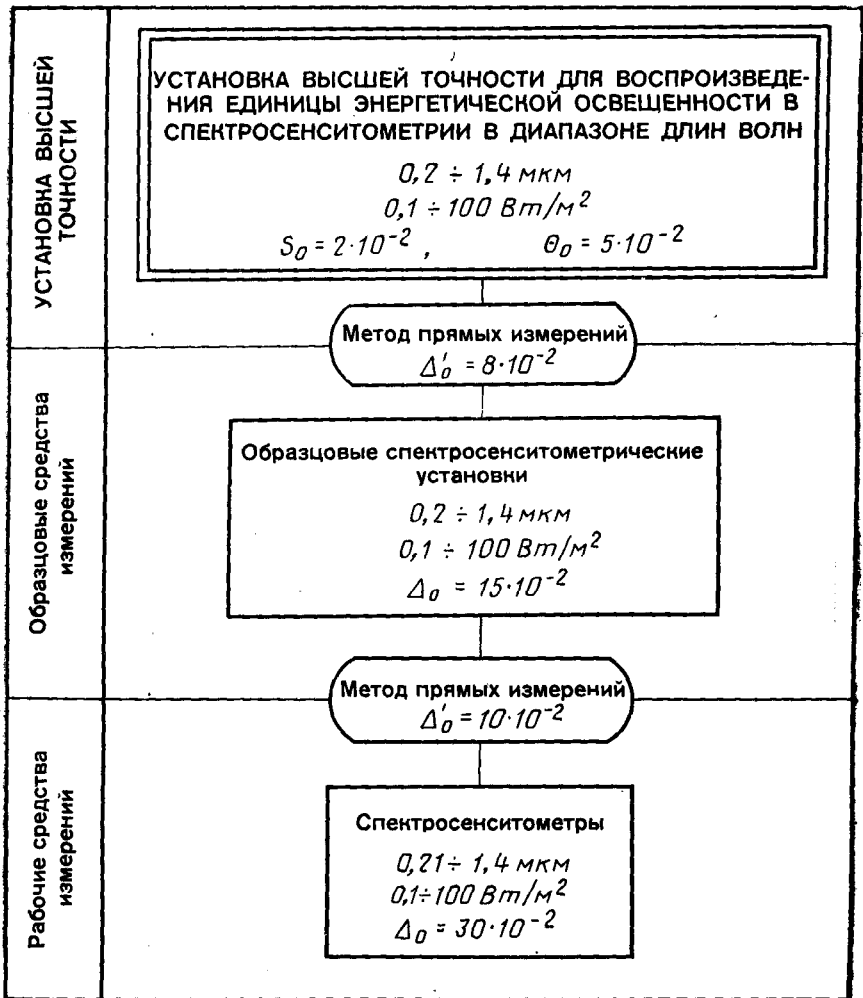 УСТАНОВКА ВЫСШЕЙ ТОЧНОСТИ
УСТАНОВКА ВЫСШЕЙ ТОЧНОСТИ ДЛЯ ВОСПРОИЗВЕДЕ-
НИЯ ЕДИНИЦЫ ЭНЕРГЕТИЧЕСКОЙ ОСВЕЩЕННОСТИ В
СПЕКТРОСЕНСИТОМЕТРИИ В ДИАПАЗОНЕ ДЛИН ВОЛН
0,2 ÷ 1,4 мкм
0,1 ÷ 100 Вт/м²
S₀ = 2·10⁻² , θ₀ = 5·10⁻²
Метод прямых измерений
Δ'₀ = 8·10⁻²
Образцовые средства
измерений
Образцовые спектросенситометрические
установки
0,2 ÷ 1,4 мкм
0,1 ÷ 100 Вт/м²
Δ₀ = 15·10⁻²
Метод прямых измерений
Δ'₀ = 10·10⁻²
Рабочие средства
измерений
Спектросенситометры
0,21 ÷ 1,4 мкм
0,1÷100 Вт/м²
Δ₀ = 30·10⁻²